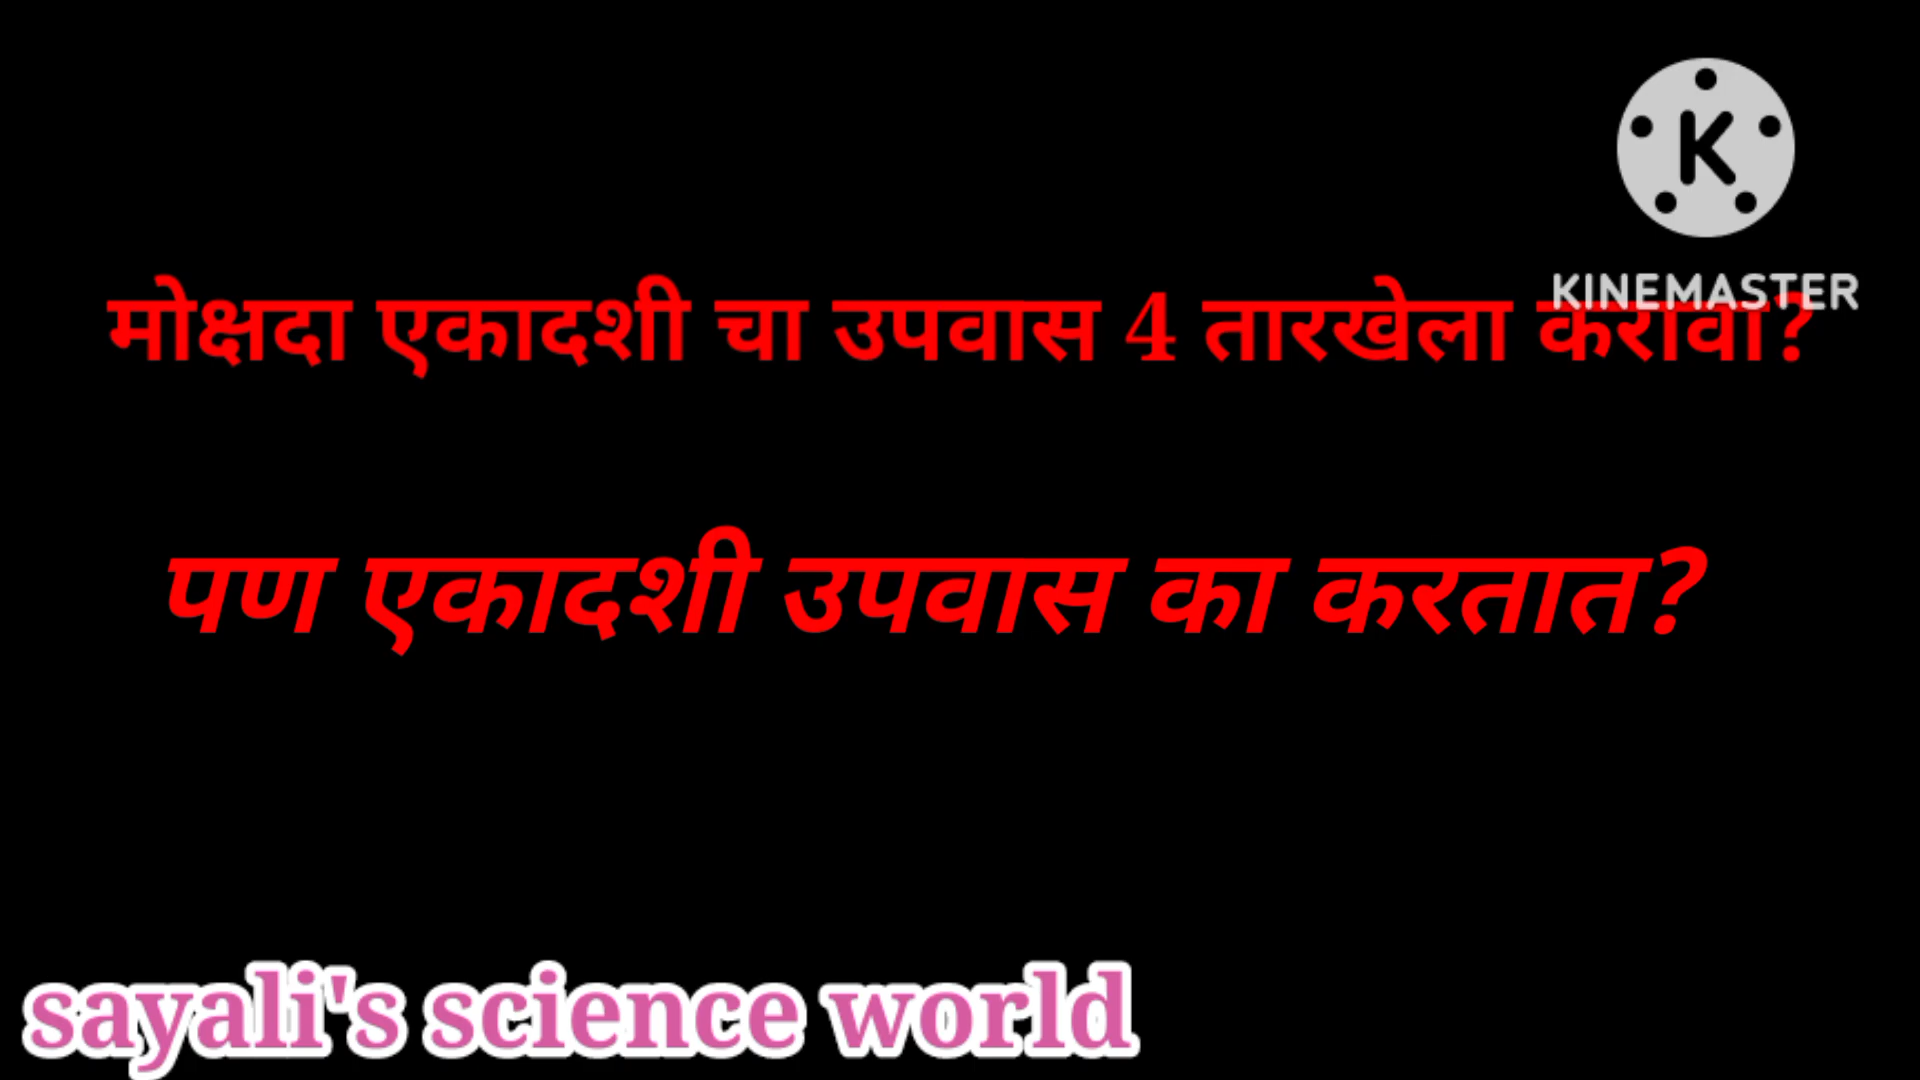 K
KINEMASTER
मोक्षदा एकादशी चा उपवास 4 तारखेला करावा?
पण एकादशी उपवास का करतात?
sayali's science world